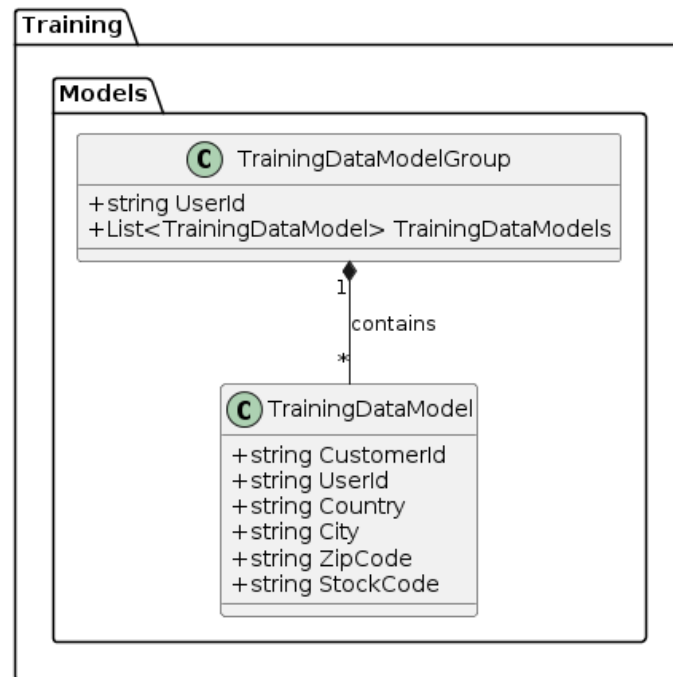 Training
Models
C TrainingDataModelGroup
+string UserId
+List<TrainingDataModel> TrainingDataModels
1
contains
*
C TrainingDataModel
+string CustomerId
+string UserId
+string Country
+string City
+string ZipCode
+string StockCode